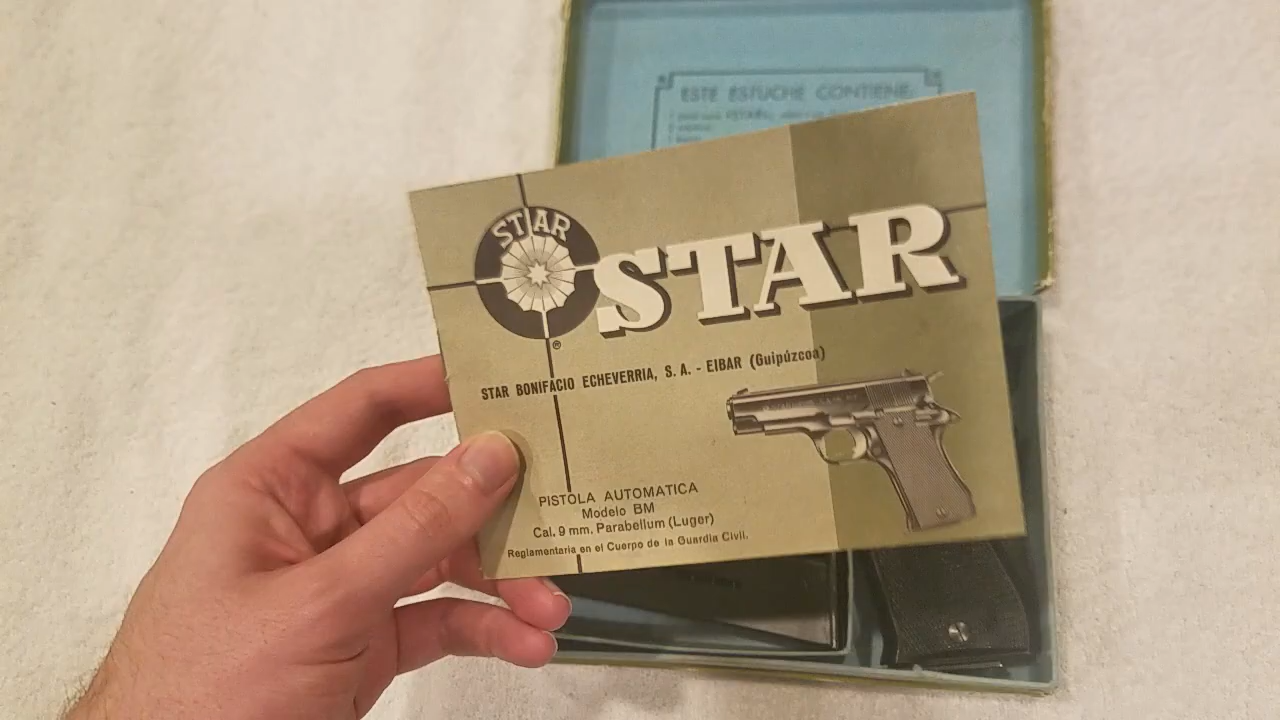 ESTE ESTUCHE CONTIENE:
STAR
STAR
STAR BONIFACIO ECHEVERRIA, S. A. - EIBAR (Guipúzcoa)
PISTOLA AUTOMATICA
Modelo BM
Cal. 9 mm. Parabellum (Luger)
Reglamentaria en el Cuerpo de la Guardia Civil.